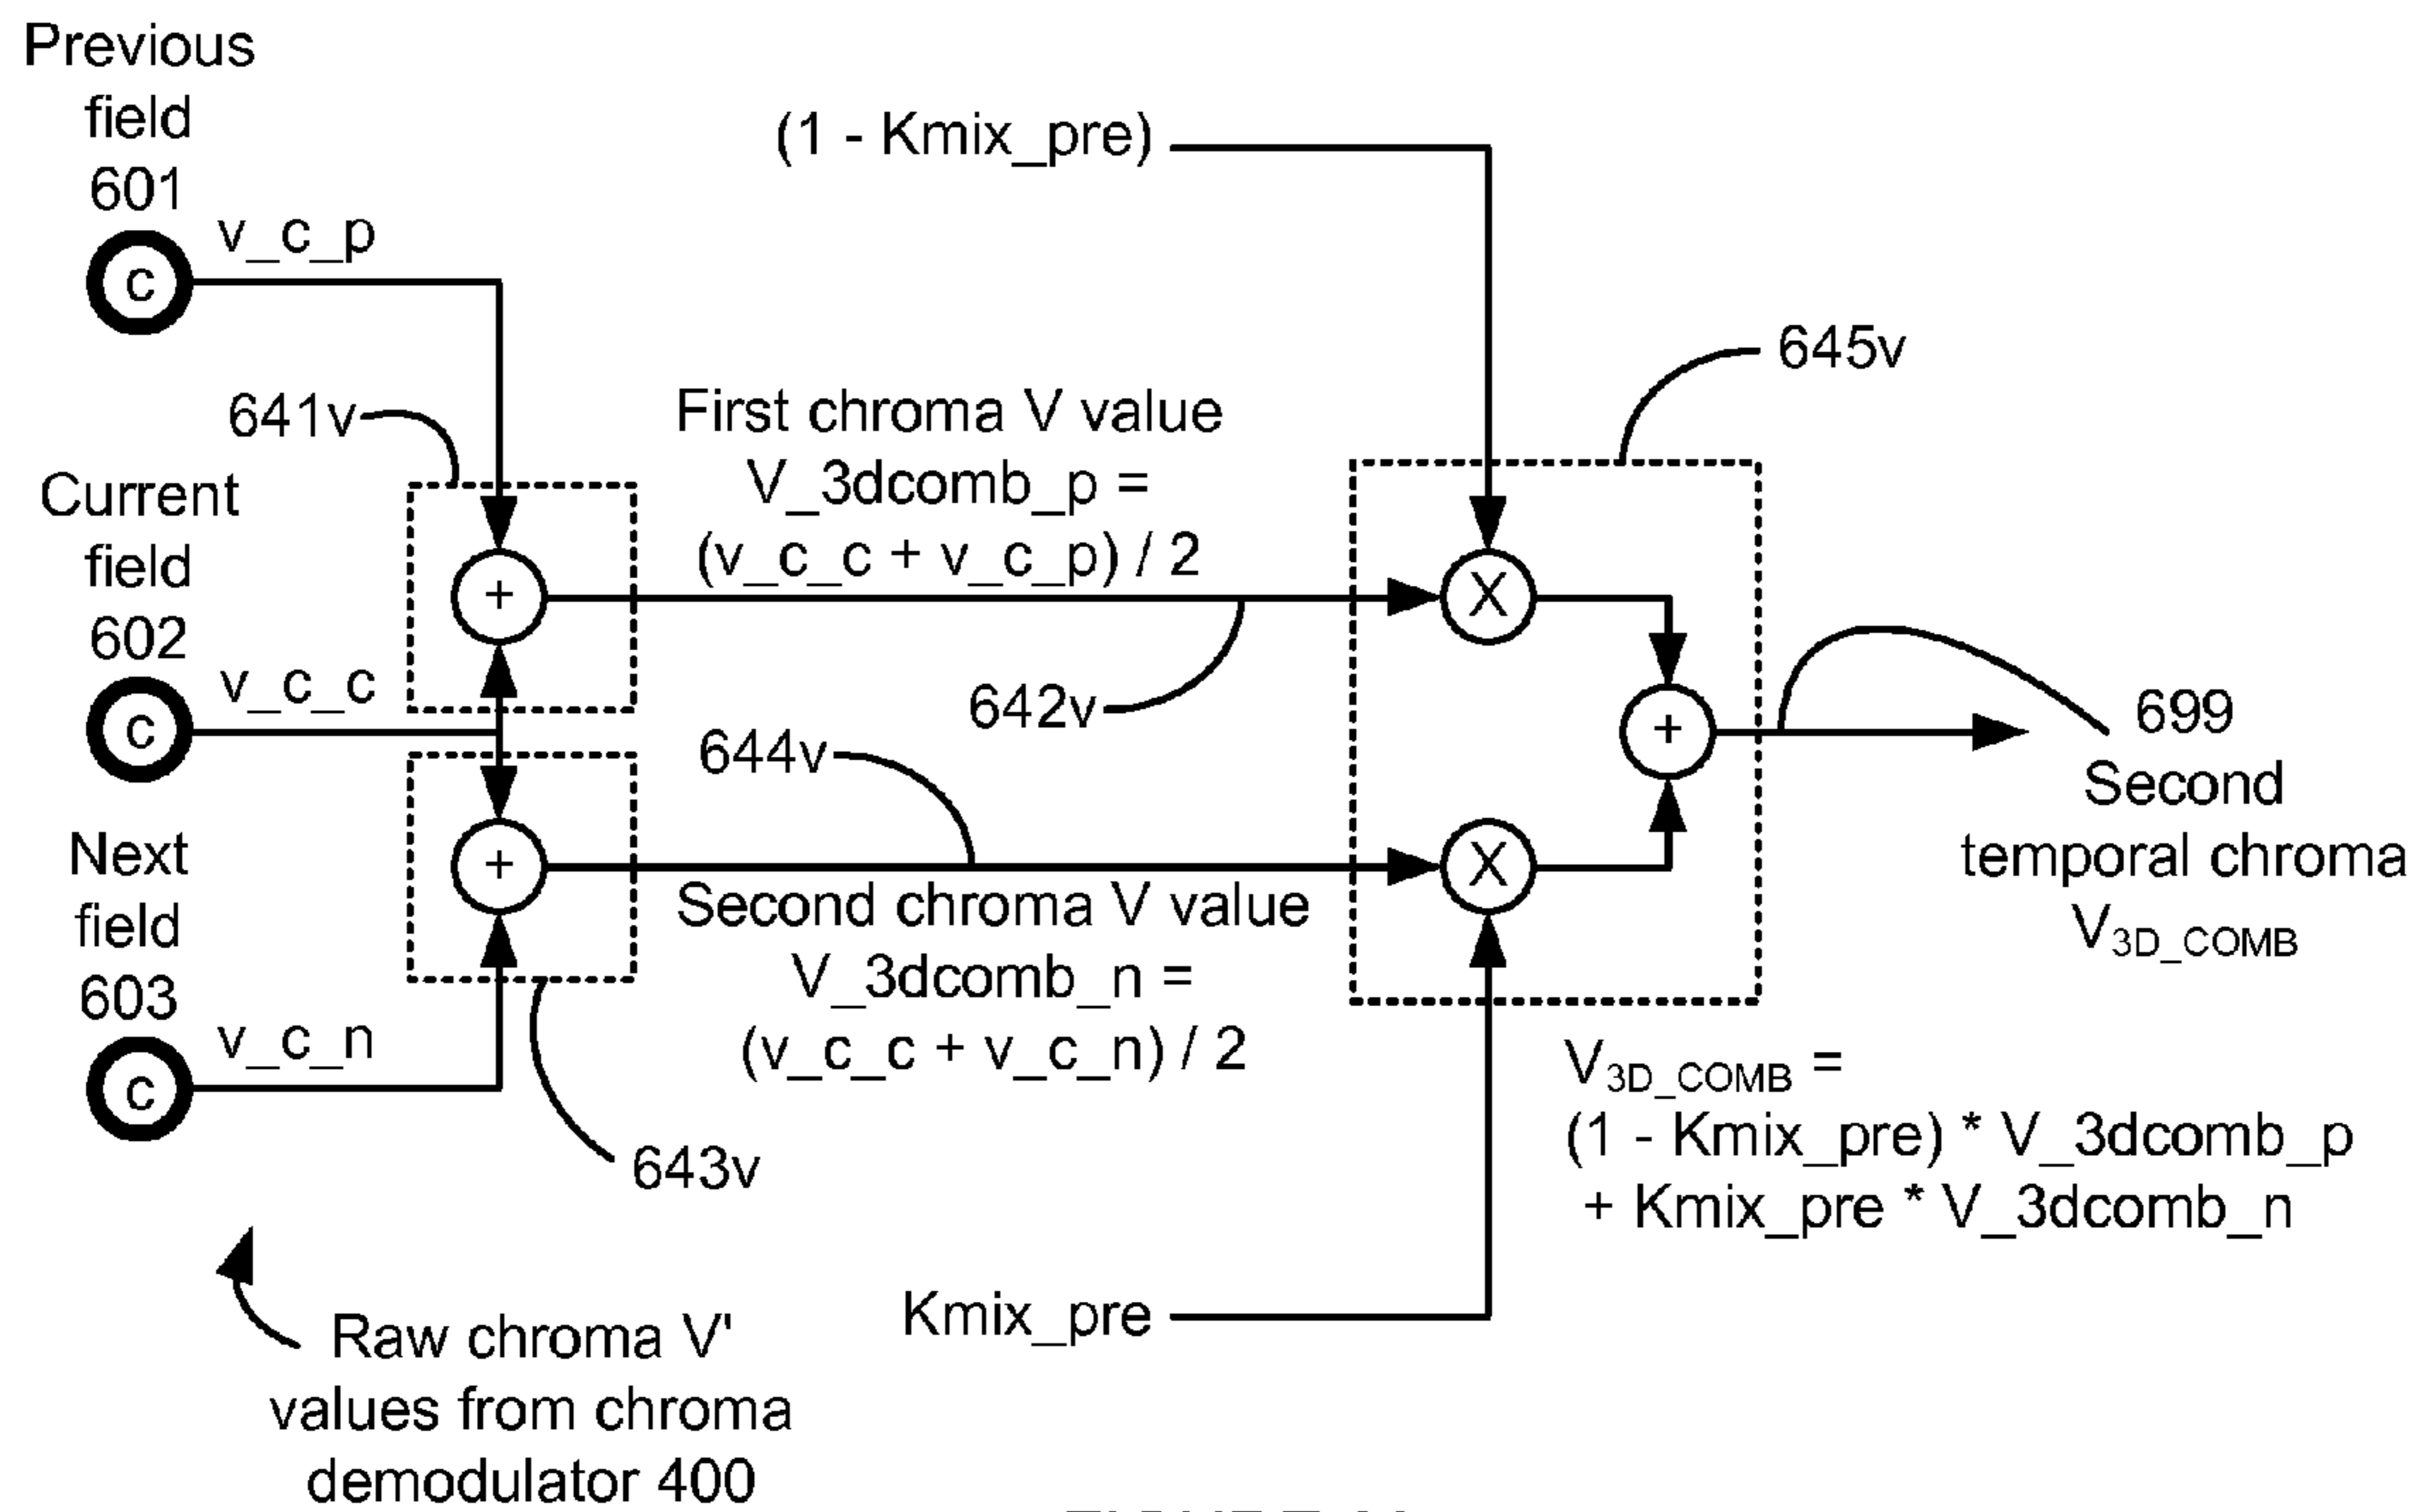 Previous
field
601
v_c_p
c
(1 - Kmix_pre)
645v
641v
First chroma V value
V_3dcomb_p =
(v_c_c + v_c_p) / 2
Current
field
602
v_c_c
c
+
X
642v
644v
+
699
Second
temporal chroma
V3D_COMB
Next
field
603
v_c_n
c
+
X
Second chroma V value
V_3dcomb_n =
(v_c_c + v_c_n) / 2
643v
V3D_COMB =
(1 - Kmix_pre) * V_3dcomb_p
+ Kmix_pre * V_3dcomb_n
Kmix_pre
Raw chroma V'
values from chroma
demodulator 400